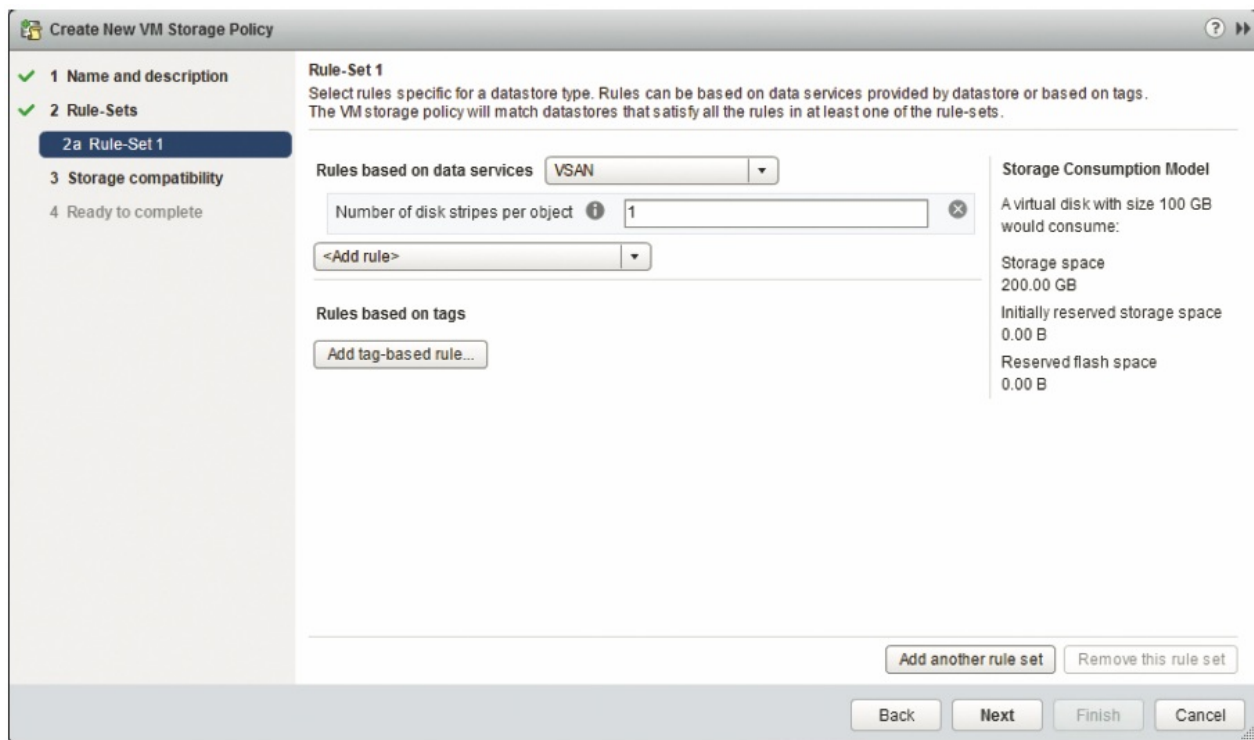 Create New VM Storage Policy
1 Name and description
2 Rule-Sets
2a Rule-Set 1
3 Storage compatibility
4 Ready to complete
Rule-Set 1
Select rules specific for a datastore type. Rules can be based on data services provided by datastore or based on tags.
The VM storage policy will match datastores that satisfy all the rules in at least one of the rule-sets.
Rules based on data services VSAN
Number of disk stripes per object 1
<Add rule>
Rules based on tags
Add tag-based rule...
Storage Consumption Model
A virtual disk with size 100 GB
would consume:
Storage space
200.00 GB
Initially reserved storage space
0.00 B
Reserved flash space
0.00 B
Add another rule set Remove this rule set
Back Next Finish Cancel